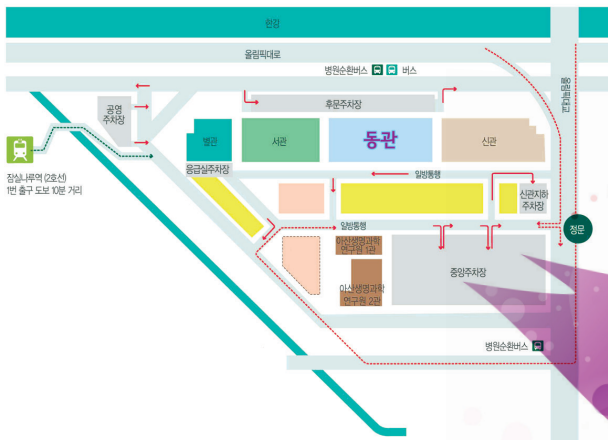 한강
올림픽대로
병원순환버스 버스
올림픽대교
공영
주차장
후문주차장
별관
서관
동관
신관
잠실나루역 (2호선)
1번 출구 도보 10분 거리
응급실주차장
일방통행
신관지하
주차장
일방통행
정문
아산생명과학
연구원 1관
아산생명과학
연구원 2관
중앙주차장
병원순환버스